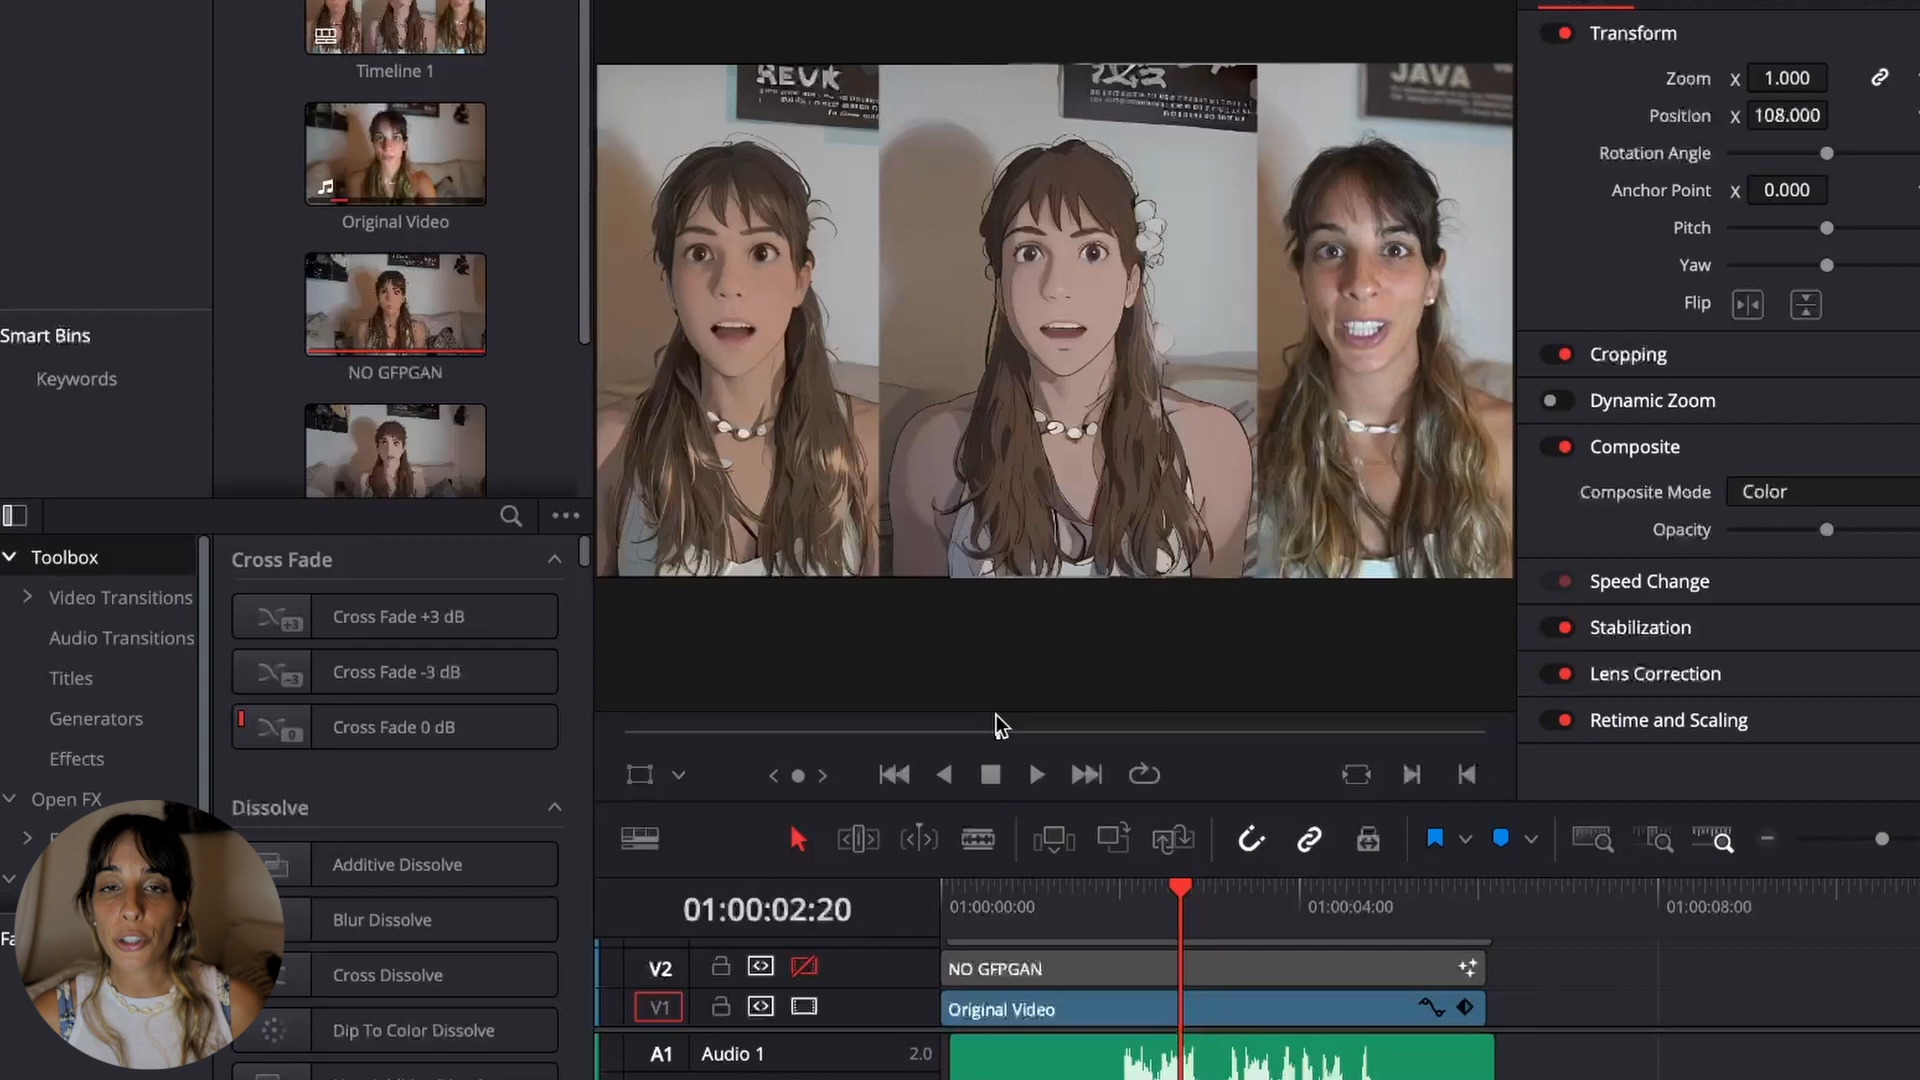 Timeline 1
Original Video
NO GFPGAN
Smart Bins
Keywords
Toolbox
Video Transitions
Audio Transitions
Titles
Generators
Effects
Open FX
Cross Fade
+3
Cross Fade +3 dB
-3
Cross Fade -3 dB
0
Cross Fade 0 dB
Dissolve
Additive Dissolve
Blur Dissolve
Cross Dissolve
Dip To Color Dissolve
REVK
JAVA
Transform
Zoom X 1.000
Position X 108.000
Rotation Angle
Anchor Point X 0.000
Pitch
Yaw
Flip
Cropping
Dynamic Zoom
Composite
Composite Mode Color
Opacity
Speed Change
Stabilization
Lens Correction
Retime and Scaling
01:00:02:20
01:00:00:00
01:00:04:00
01:00:08:00
V2
NO GFPGAN
V1
Original Video
A1 Audio 1 2.0